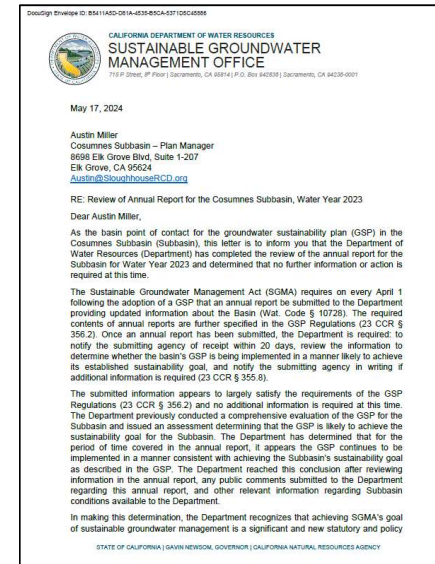 DocuSign Envelope ID: B5411A5D-D81A-4535-B5CA-5371D5C45886
CALIFORNIA DEPARTMENT OF WATER RESOURCES
SUSTAINABLE GROUNDWATER
MANAGEMENT OFFICE
715 P Street, 8th Floor | Sacramento, CA 95814 | P.O. Box 942836 | Sacramento, CA 94236-0001
May 17, 2024
Austin Miller
Cosumnes Subbasin – Plan Manager
8698 Elk Grove Blvd, Suite 1-207
Elk Grove, CA 95624
Austin@SloughhouseRCD.org
RE: Review of Annual Report for the Cosumnes Subbasin, Water Year 2023
Dear Austin Miller,
As the basin point of contact for the groundwater sustainability plan (GSP) in the
Cosumnes Subbasin (Subbasin), this letter is to inform you that the Department of
Water Resources (Department) has completed the review of the annual report for the
Subbasin for Water Year 2023 and determined that no further information or action is
required at this time.
The Sustainable Groundwater Management Act (SGMA) requires on every April 1
following the adoption of a GSP that an annual report be submitted to the Department
providing updated information about the Basin (Wat. Code § 10728). The required
contents of annual reports are further specified in the GSP Regulations (23 CCR §
356.2). Once an annual report has been submitted, the Department is required: to
notify the submitting agency of receipt within 20 days, review the information to
determine whether the basin's GSP is being implemented in a manner likely to achieve
its established sustainability goal, and notify the submitting agency in writing if
additional information is required (23 CCR § 355.8).
The submitted information appears to largely satisfy the requirements of the GSP
Regulations (23 CCR § 356.2) and no additional information is required at this time.
The Department previously conducted a comprehensive evaluation of the GSP for the
Subbasin and issued an assessment determining that the GSP is likely to achieve the
sustainability goal for the Subbasin. The Department has determined that for the
period of time covered in the annual report, it appears the GSP continues to be
implemented in a manner consistent with achieving the Subbasin's sustainability goal
as described in the GSP. The Department reached this conclusion after reviewing
information in the annual report, any public comments submitted to the Department
regarding this annual report, and other relevant information regarding Subbasin
conditions available to the Department.
In making this determination, the Department recognizes that achieving SGMA's goal
of sustainable groundwater management is a significant and new statutory and policy
STATE OF CALIFORNIA | GAVIN NEWSOM, GOVERNOR | CALIFORNIA NATURAL RESOURCES AGENCY